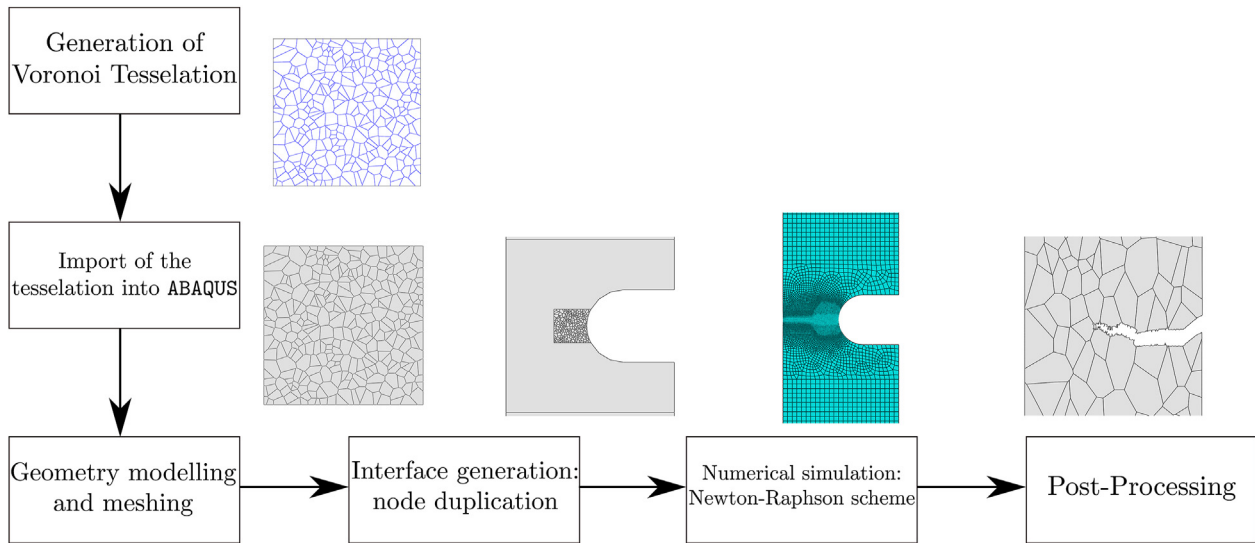 Generation of
Voronoi Tesselation
Import of the
tesselation into ABAQUS
Geometry modelling
and meshing
Interface generation:
node duplication
Numerical simulation:
Newton-Raphson scheme
Post-Processing